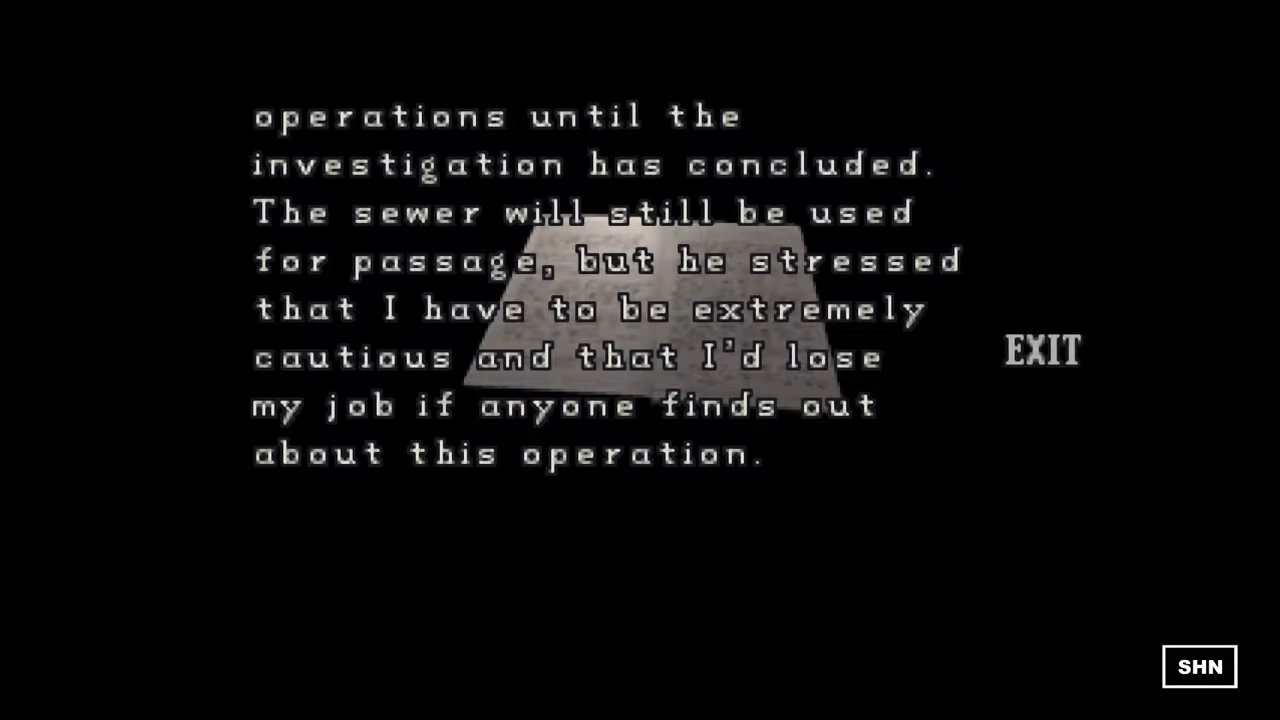 operations until the
investigation has concluded.
The sewer will still be used
for passage, but he stressed
that I have to be extremely
cautious and that I'd lose
my job if anyone finds out
about this operation.
EXIT
SHN